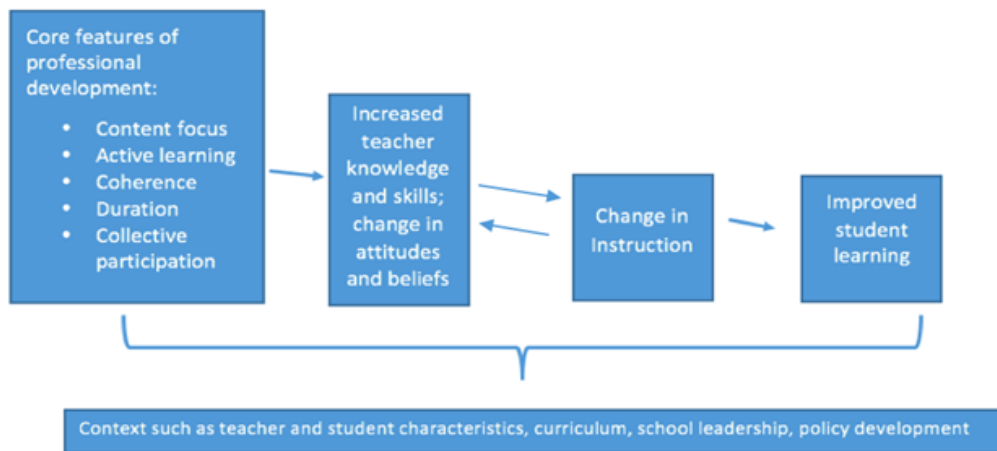 Core features of
professional
development:
• Content focus
• Active learning
• Coherence
• Duration
• Collective
participation
Increased
teacher
knowledge
and skills;
change in
attitudes
and beliefs
Change in
Instruction
Improved
student
learning
Context such as teacher and student characteristics, curriculum, school leadership, policy development